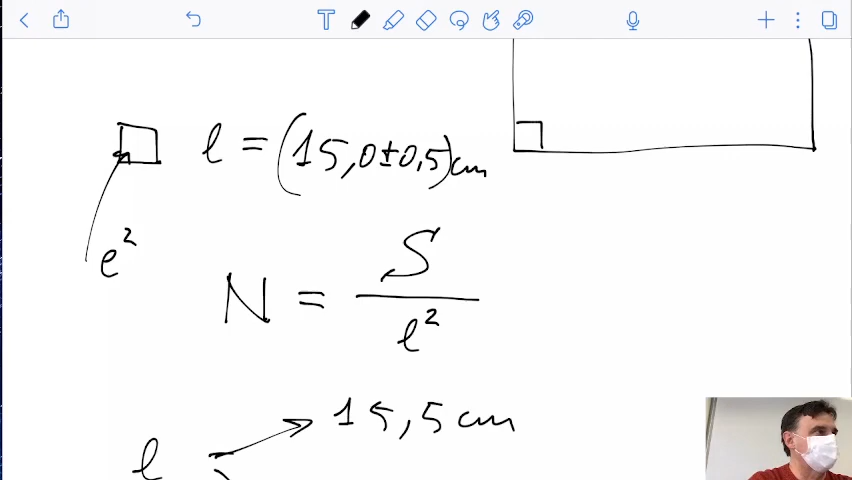 ℓ = (15,0±0,5)cm
ℓ²
N = S / ℓ²
15,5 cm
ℓ